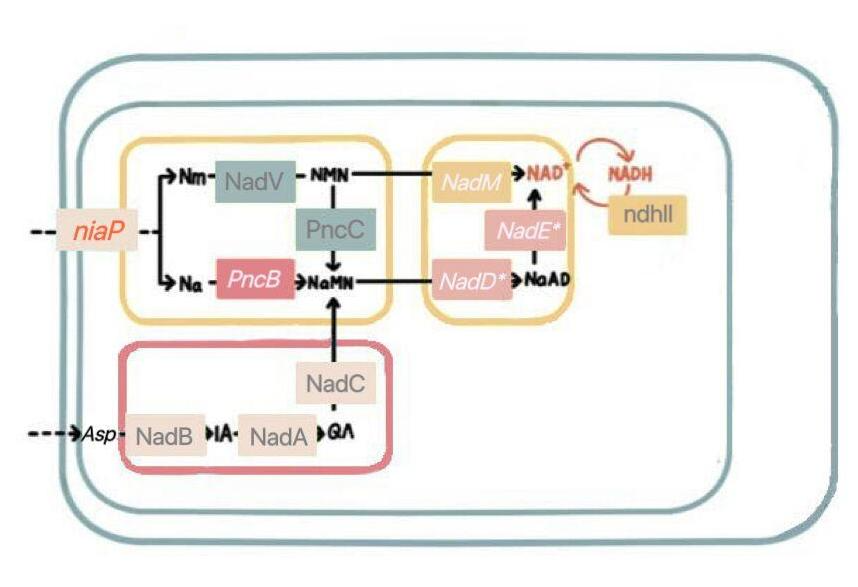 Nm NadV NMN NadM NAD+ NADH
niaP PncC NadE* ndhll
Na PncB NaMN NadD* NaAD
NadC
Asp NadB IA NadA QA